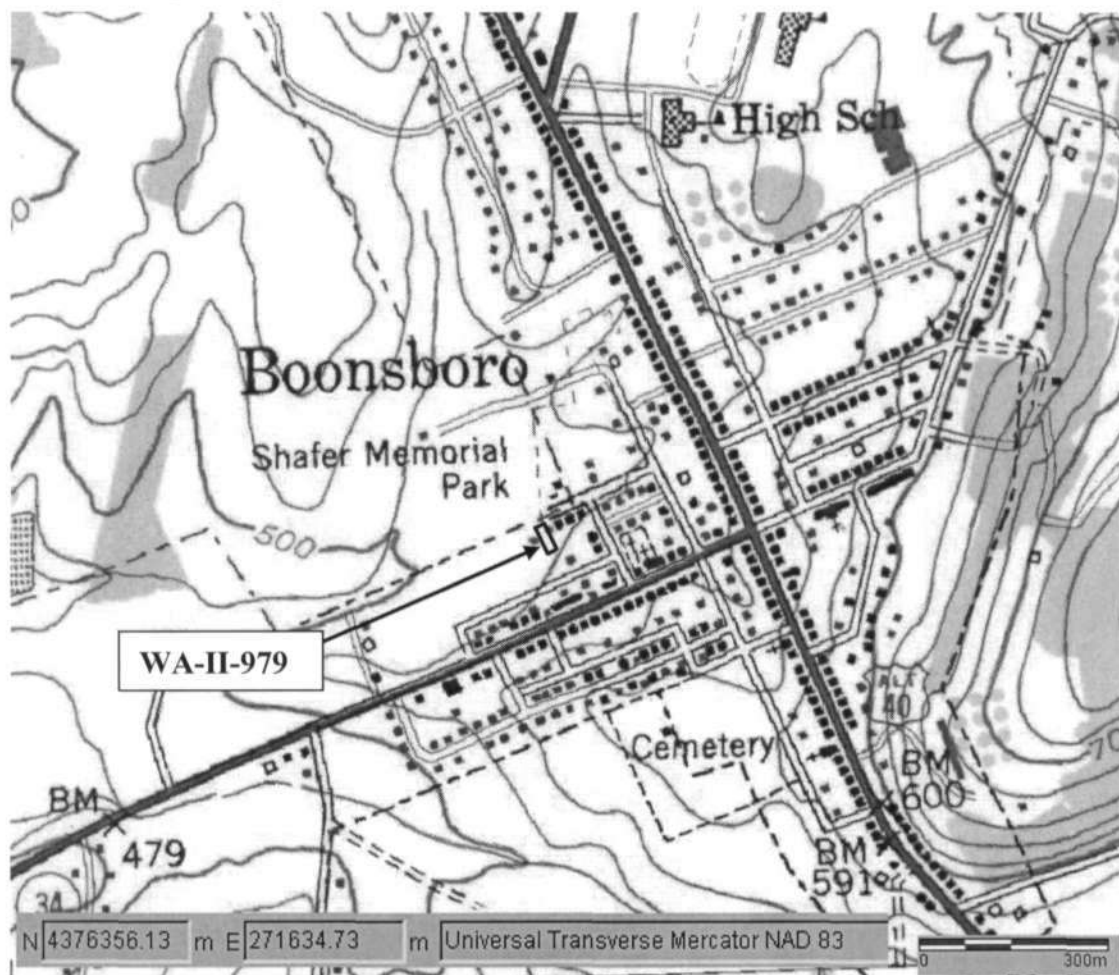 High Sch
Boonsboro
Shafer Memorial
Park
500
WA-II-979
ALT
40
Cemetery
BM
600
BM
479
BM
591
34
N 4376356.13 m E 271634.73 m Universal Transverse Mercator NAD 83
0 300m